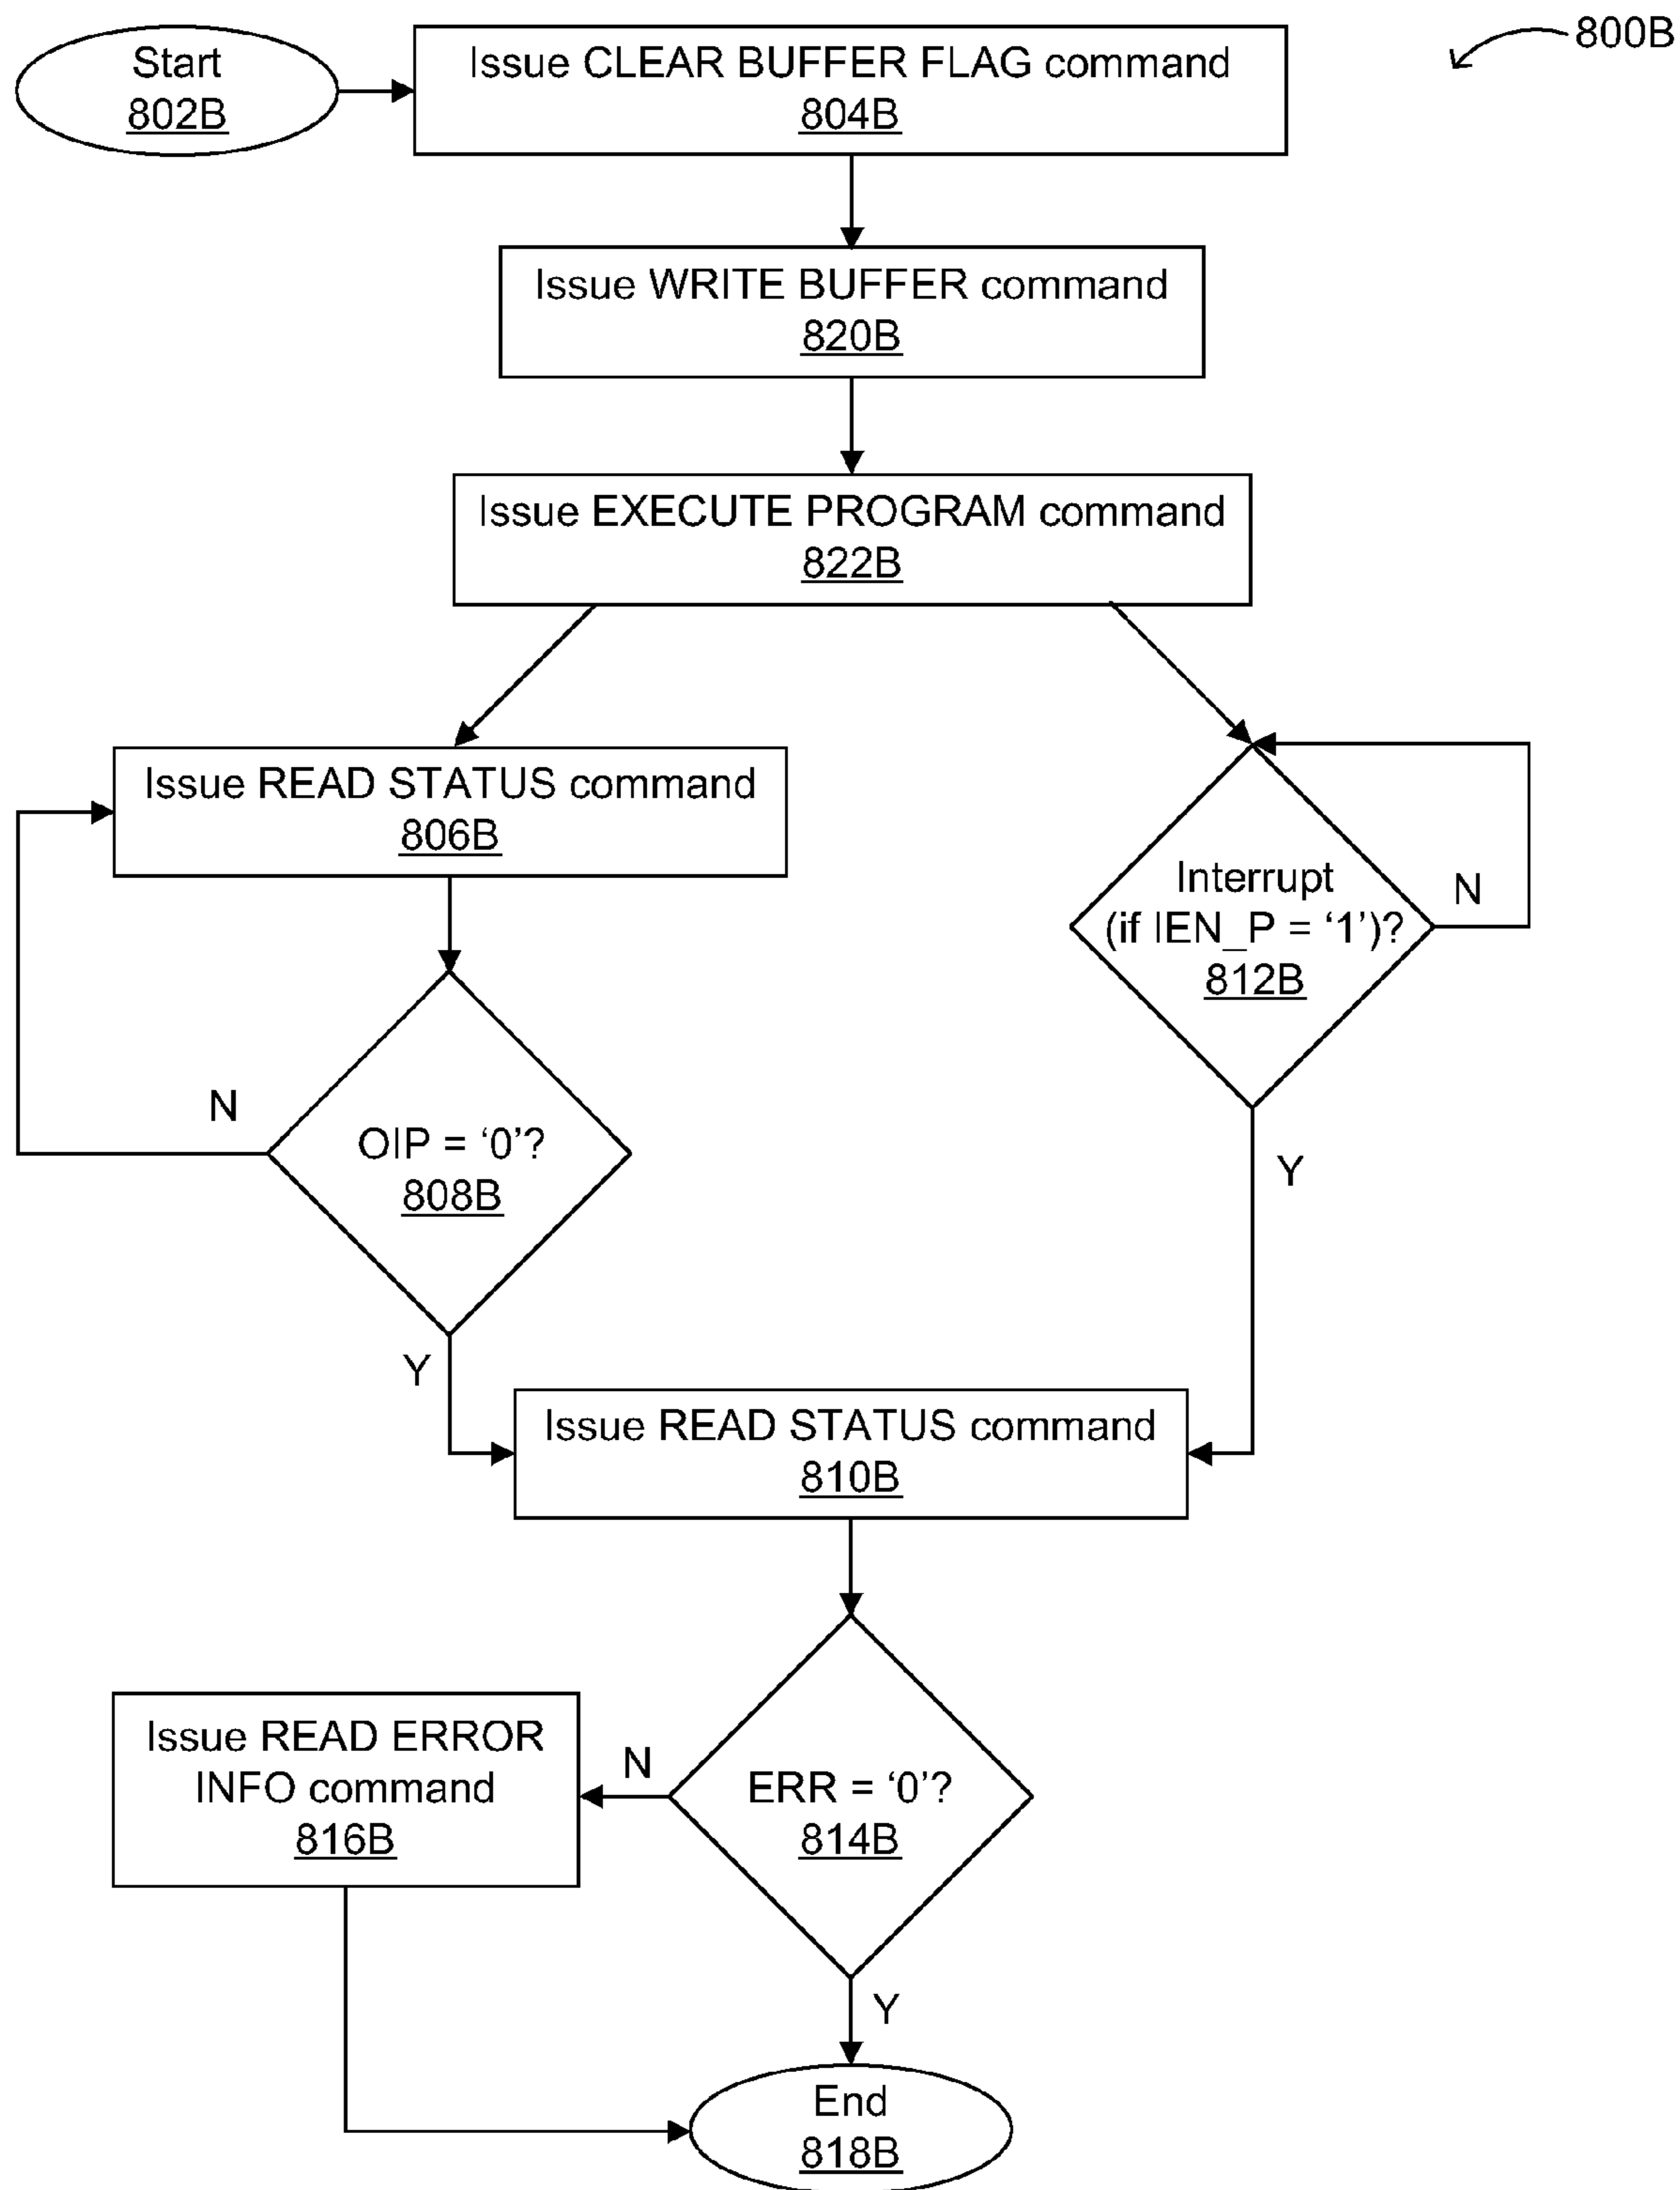 800B
Start
802B
Issue CLEAR BUFFER FLAG command
804B
Issue WRITE BUFFER command
820B
Issue EXECUTE PROGRAM command
822B
Issue READ STATUS command
806B
Interrupt
(if IEN_P = ‘1’)?
812B
N
N
OIP = ‘0’?
808B
Y
Y
Issue READ STATUS command
810B
Issue READ ERROR
INFO command
816B
N
ERR = ‘0’?
814B
Y
End
818B